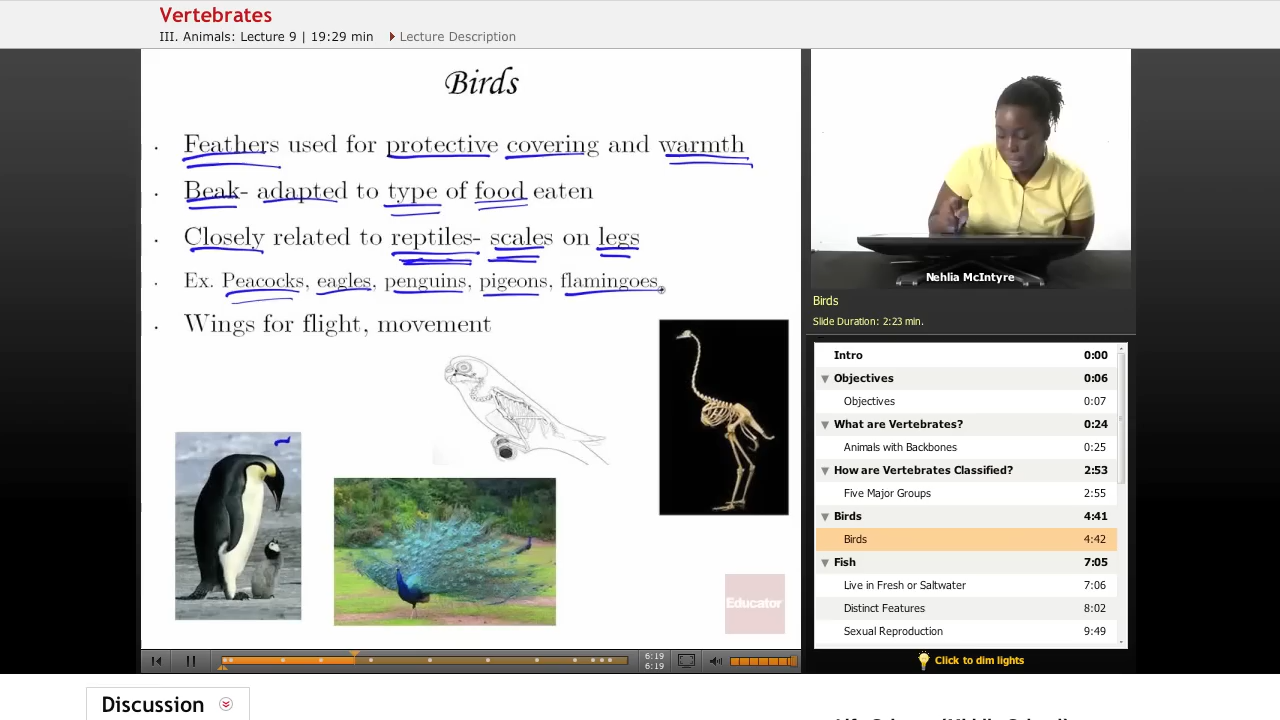 Vertebrates
III. Animals: Lecture 9 | 19:29 min
Lecture Description
Birds
· Feathers used for protective covering and warmth
· Beak- adapted to type of food eaten
· Closely related to reptiles- scales on legs
· Ex. Peacocks, eagles, penguins, pigeons, flamingoes
· Wings for flight, movement
Educator
6:19
6:19
Nehlia McIntyre
Birds
Slide Duration: 2:23 min.
Intro 0:00
Objectives 0:06
Objectives 0:07
What are Vertebrates? 0:24
Animals with Backbones 0:25
How are Vertebrates Classified? 2:53
Five Major Groups 2:55
Birds 4:41
Birds 4:42
Fish 7:05
Live in Fresh or Saltwater 7:06
Distinct Features 8:02
Sexual Reproduction 9:49
Click to dim lights
Discussion